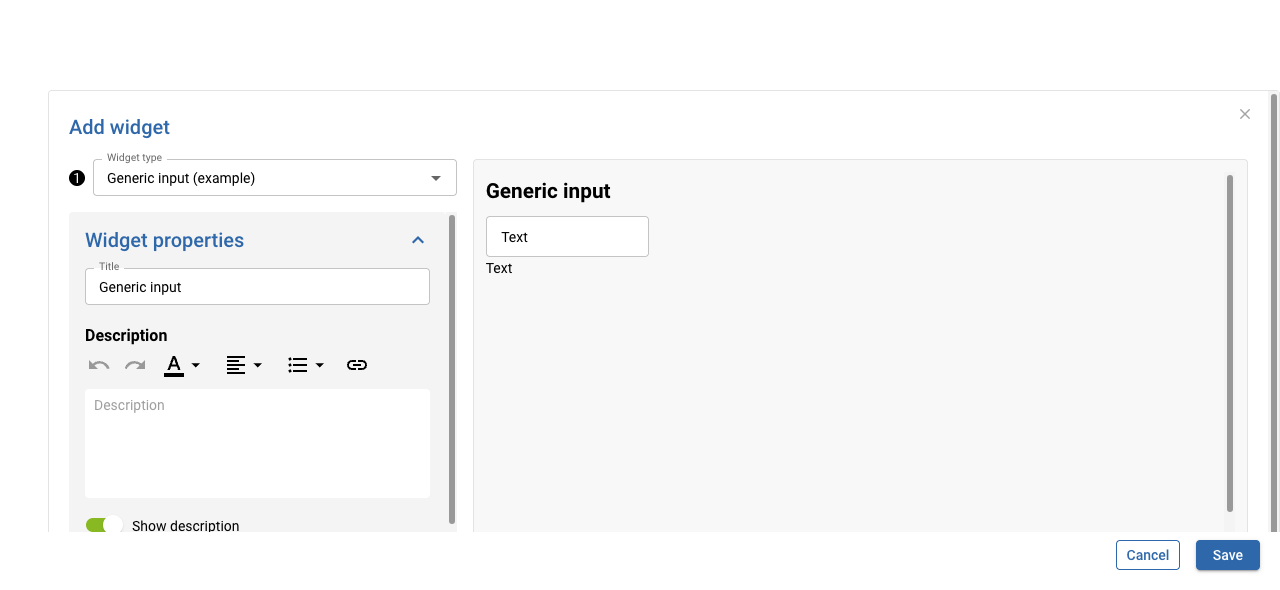 Add widget
1
Widget type
Generic input (example)
Widget properties
Title
Generic input
Description
A
Description
Show description
Generic input
Text
Text
Cancel
Save